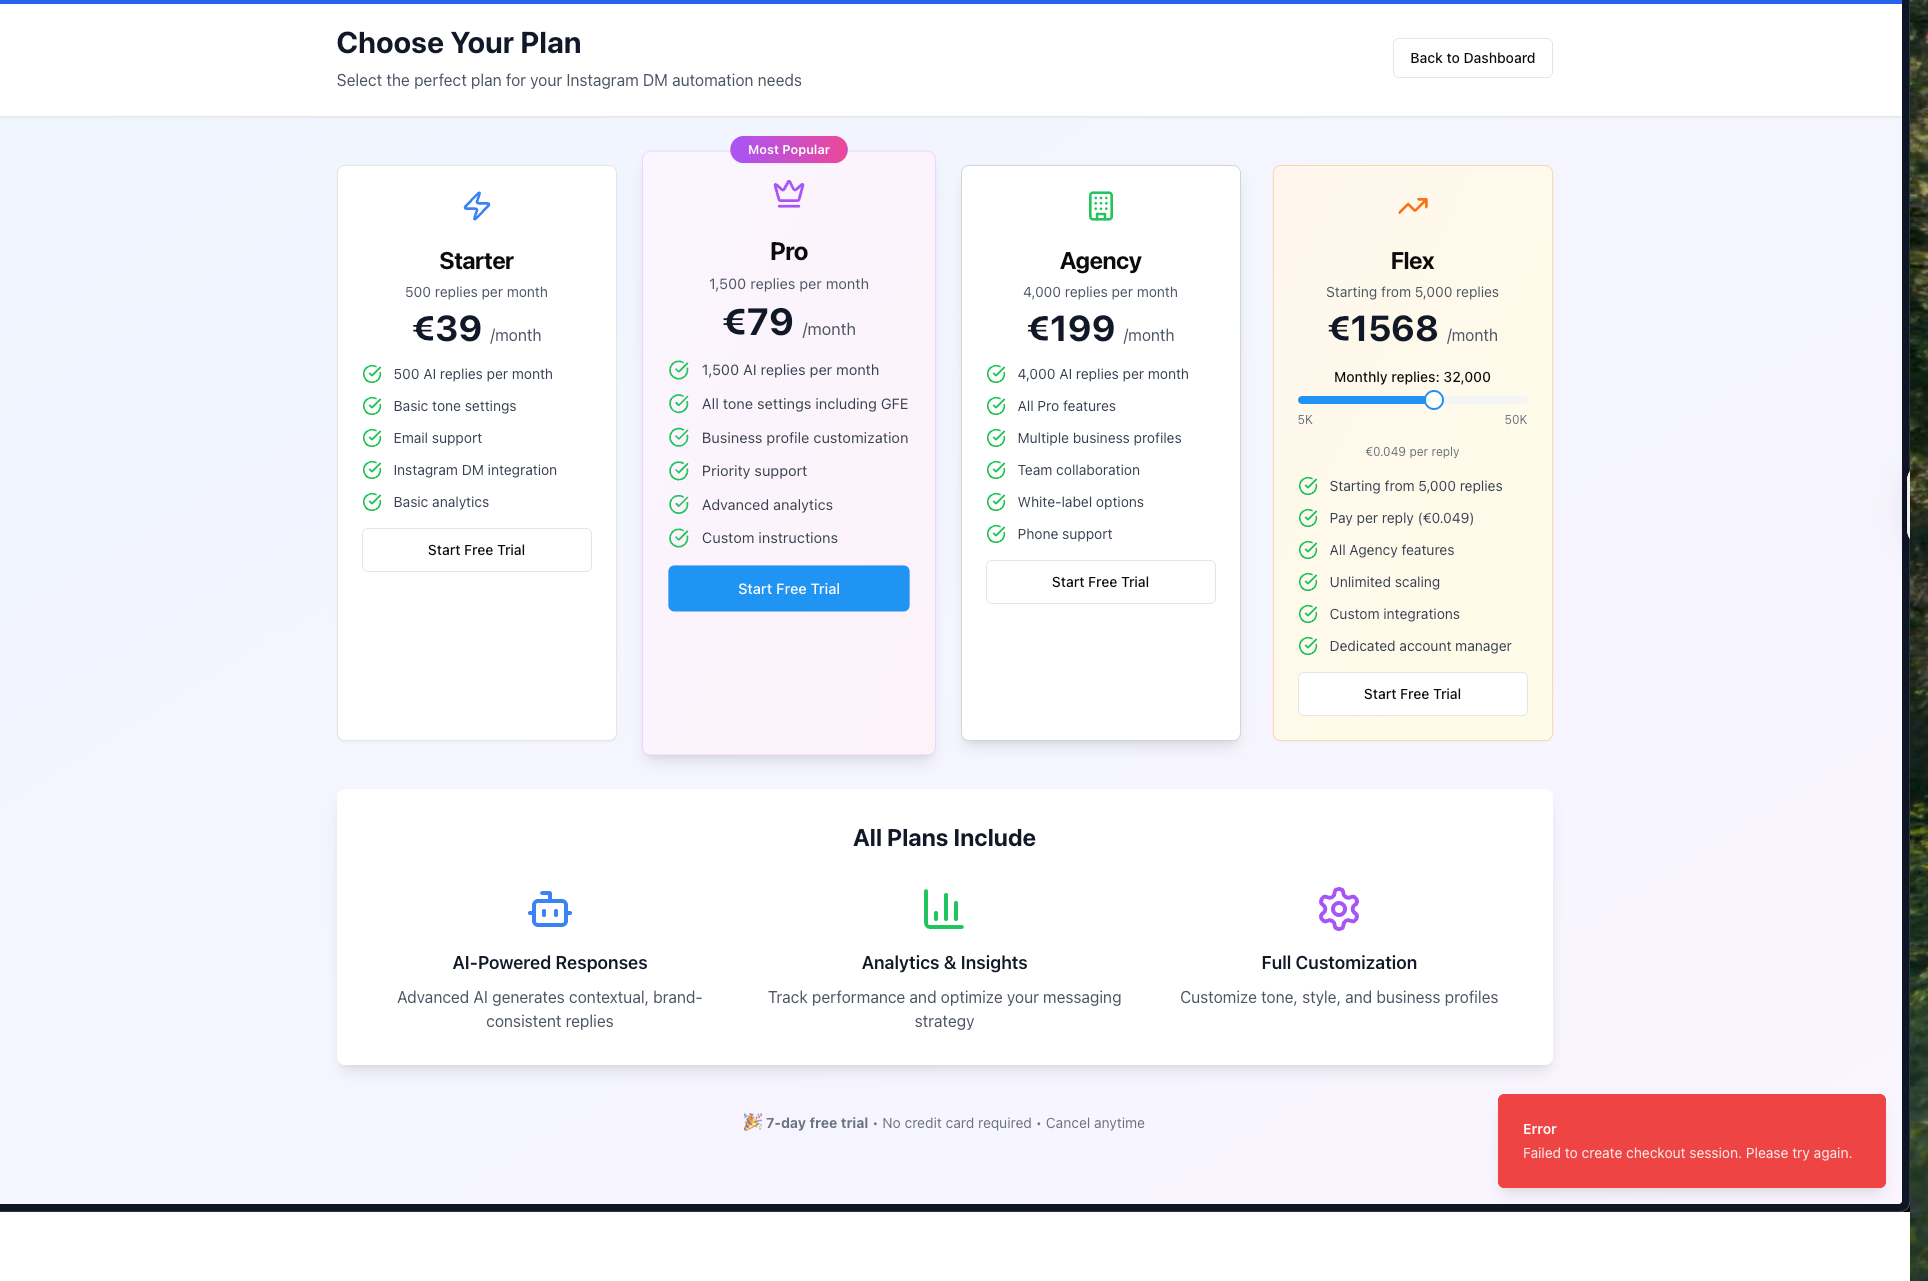 Choose Your Plan
Select the perfect plan for your Instagram DM automation needs
Back to Dashboard
Starter
500 replies per month
€39 /month
500 AI replies per month
Basic tone settings
Email support
Instagram DM integration
Basic analytics
Start Free Trial
Most Popular
Pro
1,500 replies per month
€79 /month
1,500 AI replies per month
All tone settings including GFE
Business profile customization
Priority support
Advanced analytics
Custom instructions
Start Free Trial
Agency
4,000 replies per month
€199 /month
4,000 AI replies per month
All Pro features
Multiple business profiles
Team collaboration
White-label options
Phone support
Start Free Trial
Flex
Starting from 5,000 replies
€1568 /month
Monthly replies: 32,000
5K 50K
€0.049 per reply
Starting from 5,000 replies
Pay per reply (€0.049)
All Agency features
Unlimited scaling
Custom integrations
Dedicated account manager
Start Free Trial
All Plans Include
AI-Powered Responses
Advanced AI generates contextual, brand-
consistent replies
Analytics & Insights
Track performance and optimize your messaging
strategy
Full Customization
Customize tone, style, and business profiles
🎉 7-day free trial • No credit card required • Cancel anytime
Error
Failed to create checkout session. Please try again.